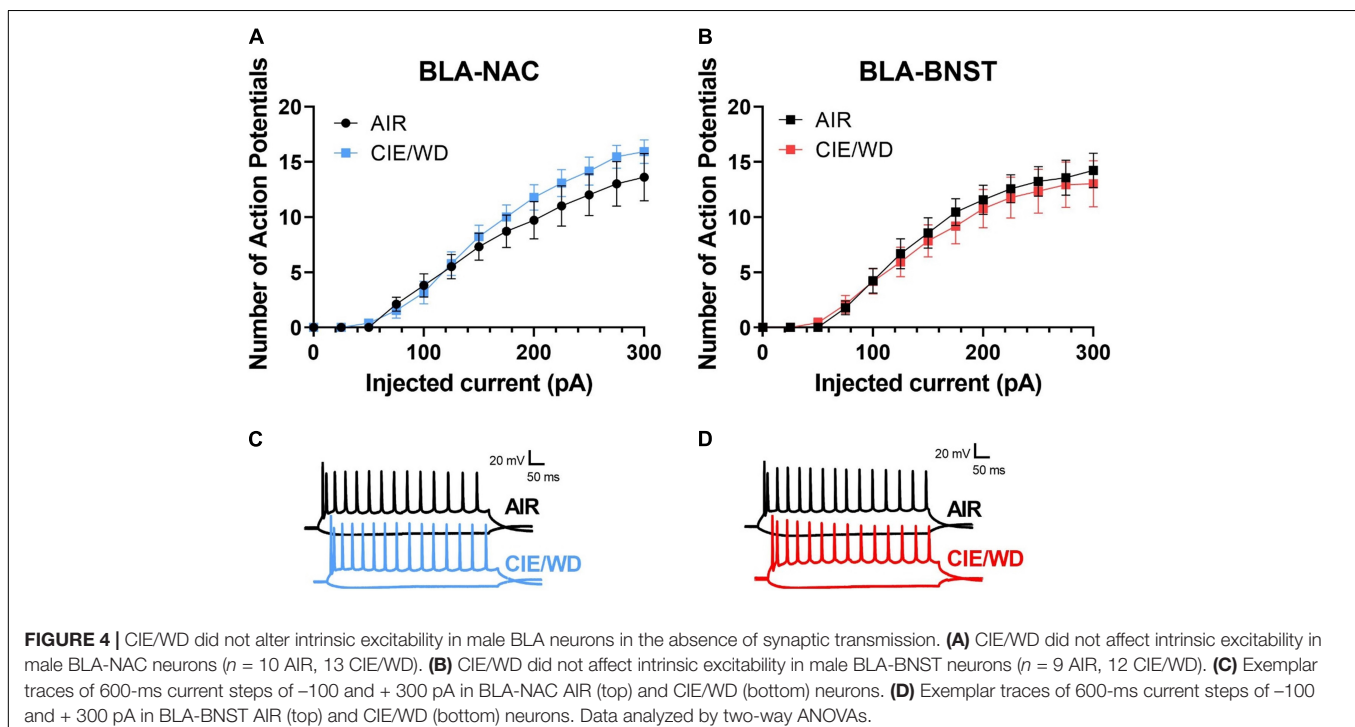 A
BLA-NAC
AIR
CIE/WD
Number of Action Potentials
20
15
10
5
0
0
100
200
300
Injected current (pA)
B
BLA-BNST
AIR
CIE/WD
Number of Action Potentials
20
15
10
5
0
0
100
200
300
Injected current (pA)
C
20 mV
50 ms
AIR
CIE/WD
D
20 mV
50 ms
AIR
CIE/WD
FIGURE 4 | CIE/WD did not alter intrinsic excitability in male BLA neurons in the absence of synaptic transmission. (A) CIE/WD did not affect intrinsic excitability in
male BLA-NAC neurons (n = 10 AIR, 13 CIE/WD). (B) CIE/WD did not affect intrinsic excitability in male BLA-BNST neurons (n = 9 AIR, 12 CIE/WD). (C) Exemplar
traces of 600-ms current steps of –100 and + 300 pA in BLA-NAC AIR (top) and CIE/WD (bottom) neurons. (D) Exemplar traces of 600-ms current steps of –100
and + 300 pA in BLA-BNST AIR (top) and CIE/WD (bottom) neurons. Data analyzed by two-way ANOVAs.